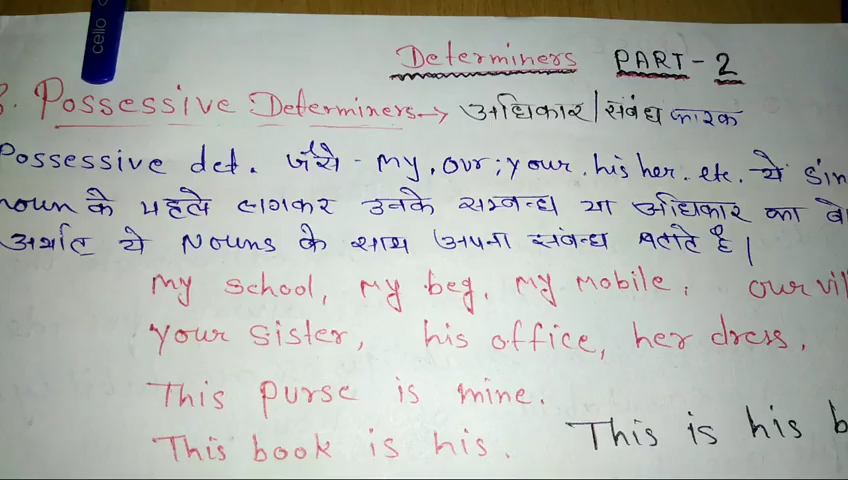 cello
Determiners PART-2
3. Possessive Determiners → अधिकार/संबंध कारक
Possessive det. जैसे - my, our, your, his her. etc. ये Sin
noun के पहले लगकर उनके सम्बन्ध या अधिकार का बो
अर्थात ये Nouns के साथ अपना संबन्ध बताते है।
My school, my beg, my mobile, our vil
your sister, his office, her dress,
This purse is mine.
This book is his. This is his b